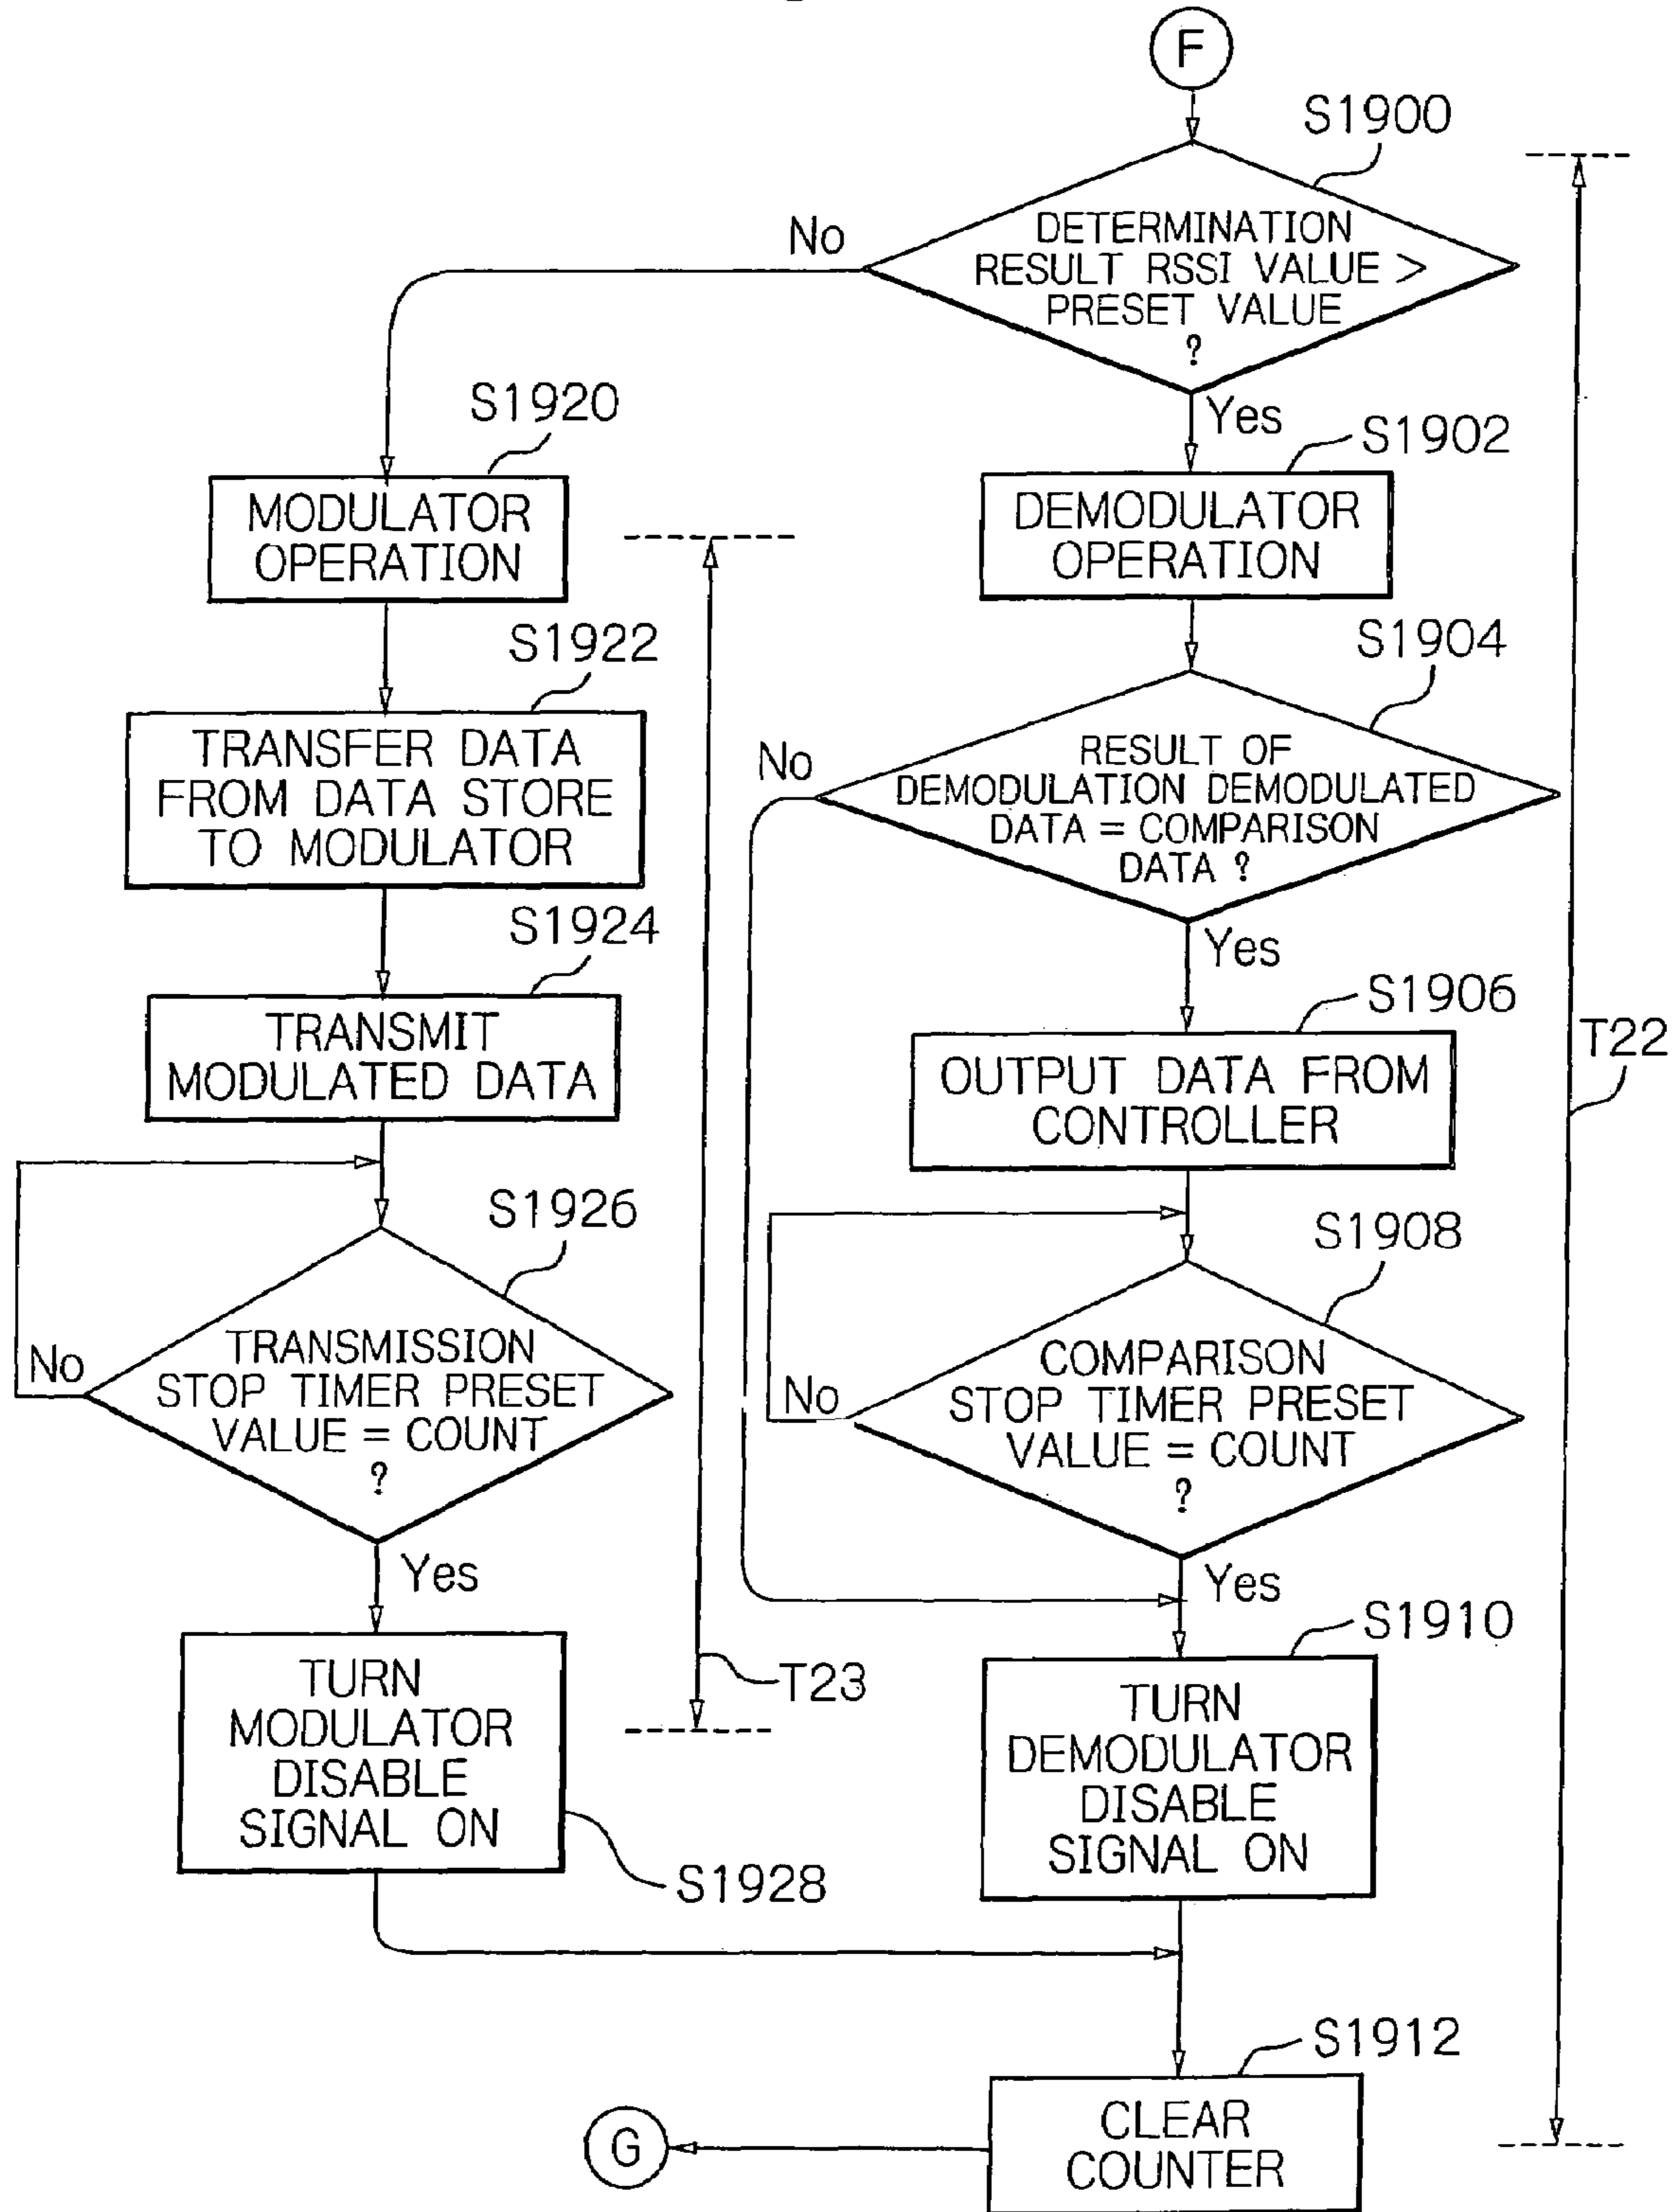 F
S1900
No
DETERMINATION
RESULT RSSI VALUE >
PRESET VALUE
?
Yes
S1920
S1902
MODULATOR
OPERATION
DEMODULATOR
OPERATION
S1922
S1904
TRANSFER DATA
FROM DATA STORE
TO MODULATOR
No
RESULT OF
DEMODULATION DEMODULATED
DATA = COMPARISON
DATA ?
Yes
S1924
S1906
TRANSMIT
MODULATED DATA
OUTPUT DATA FROM
CONTROLLER
T22
S1926
S1908
No
TRANSMISSION
STOP TIMER PRESET
VALUE = COUNT
?
Yes
No
COMPARISON
STOP TIMER PRESET
VALUE = COUNT
?
Yes
S1910
TURN
MODULATOR
DISABLE
SIGNAL ON
T23
TURN
DEMODULATOR
DISABLE
SIGNAL ON
S1928
S1912
G
CLEAR
COUNTER